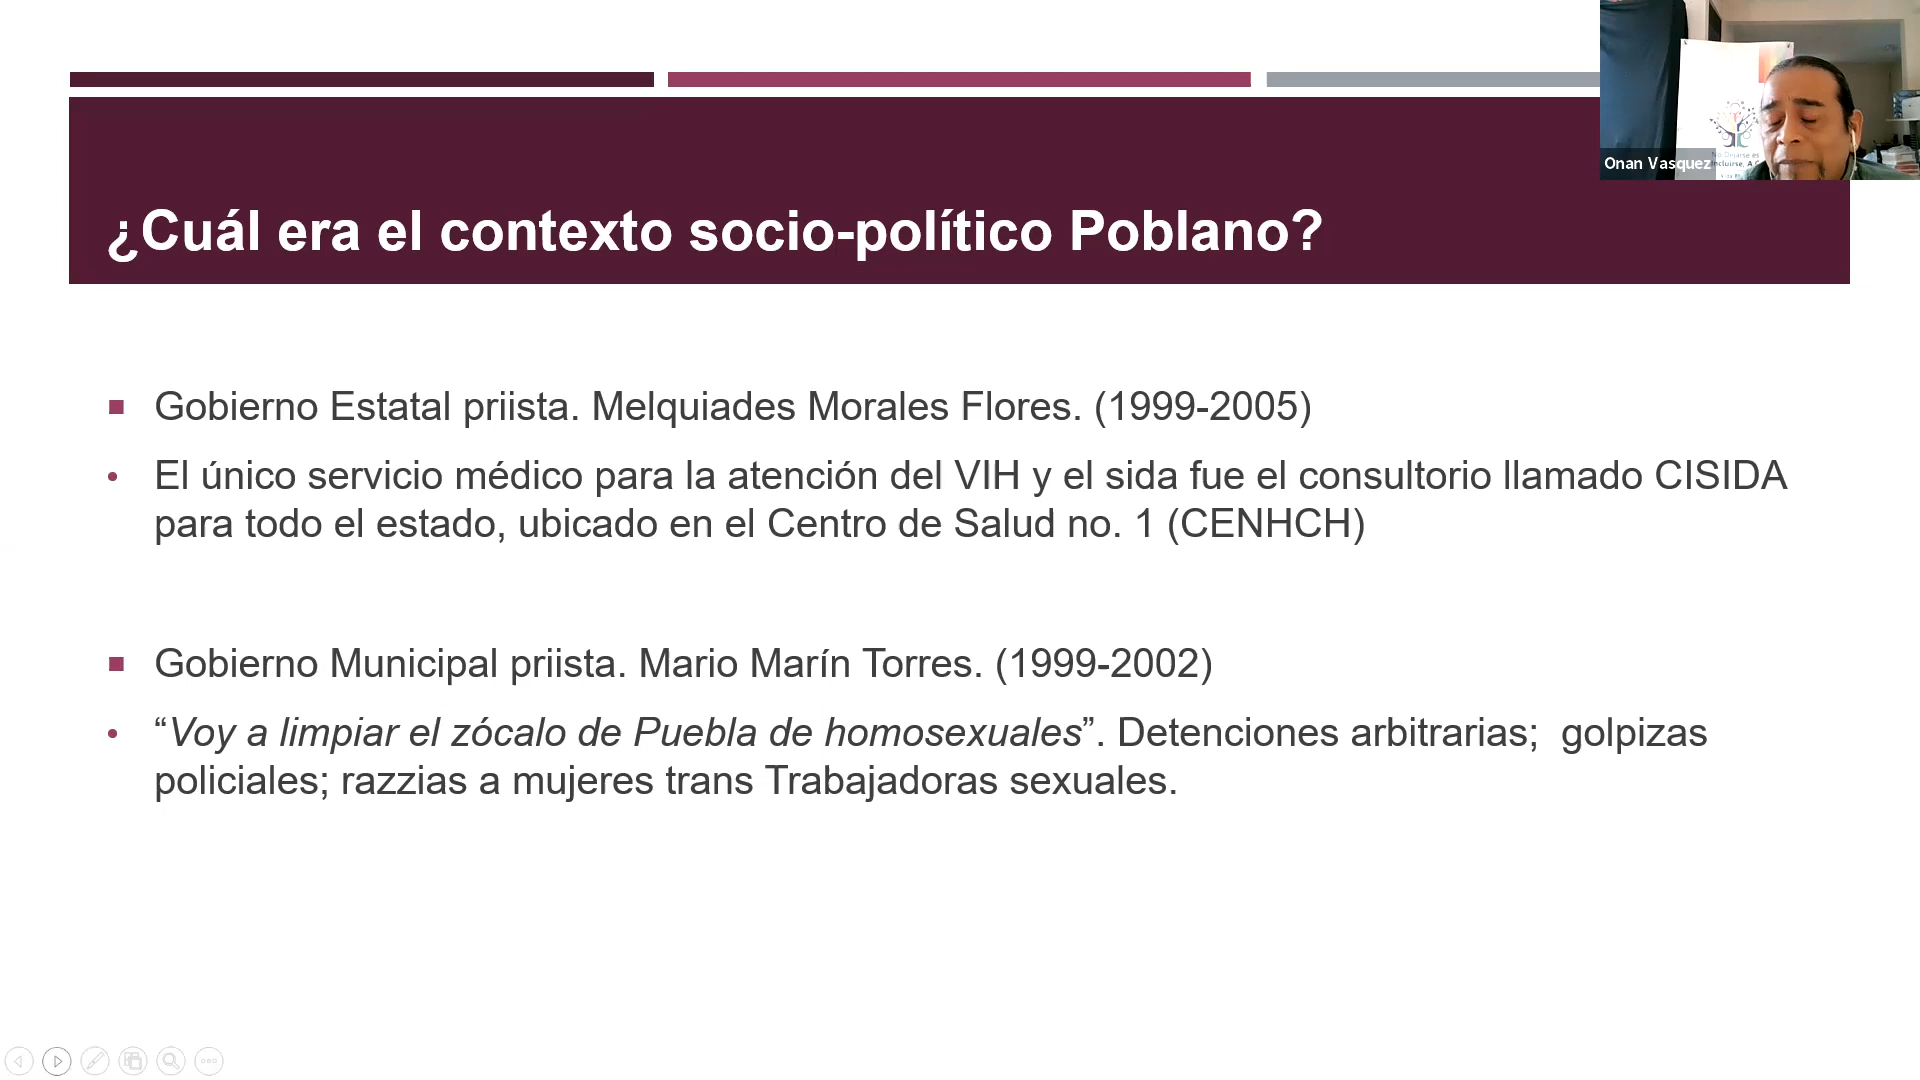 ¿Cuál era el contexto socio-político Poblano?
Onan Vasquez
Gobierno Estatal priista. Melquiades Morales Flores. (1999-2005)
El único servicio médico para la atención del VIH y el sida fue el consultorio llamado CISIDA
para todo el estado, ubicado en el Centro de Salud no. 1 (CENHCH)
Gobierno Municipal priista. Mario Marín Torres. (1999-2002)
“Voy a limpiar el zócalo de Puebla de homosexuales”. Detenciones arbitrarias;  golpizas
policiales; razzias a mujeres trans Trabajadoras sexuales.